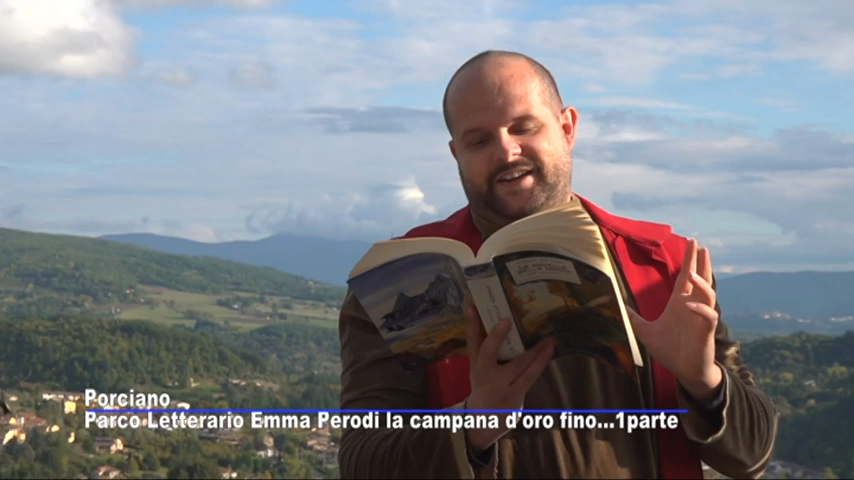 Porciano
Parco Letterario Emma Perodi la campana d'oro fino...1parte